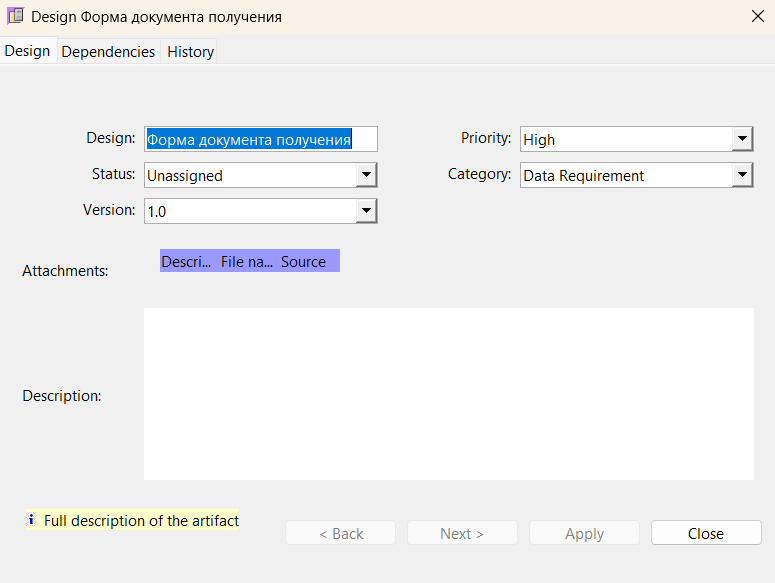 Design Форма документа получения
Design Dependencies History
Design: Форма документа получения Priority: High
Status: Unassigned Category: Data Requirement
Version: 1.0
Attachments: Descri... File na... Source
Description:
Full description of the artifact
< Back Next > Apply Close